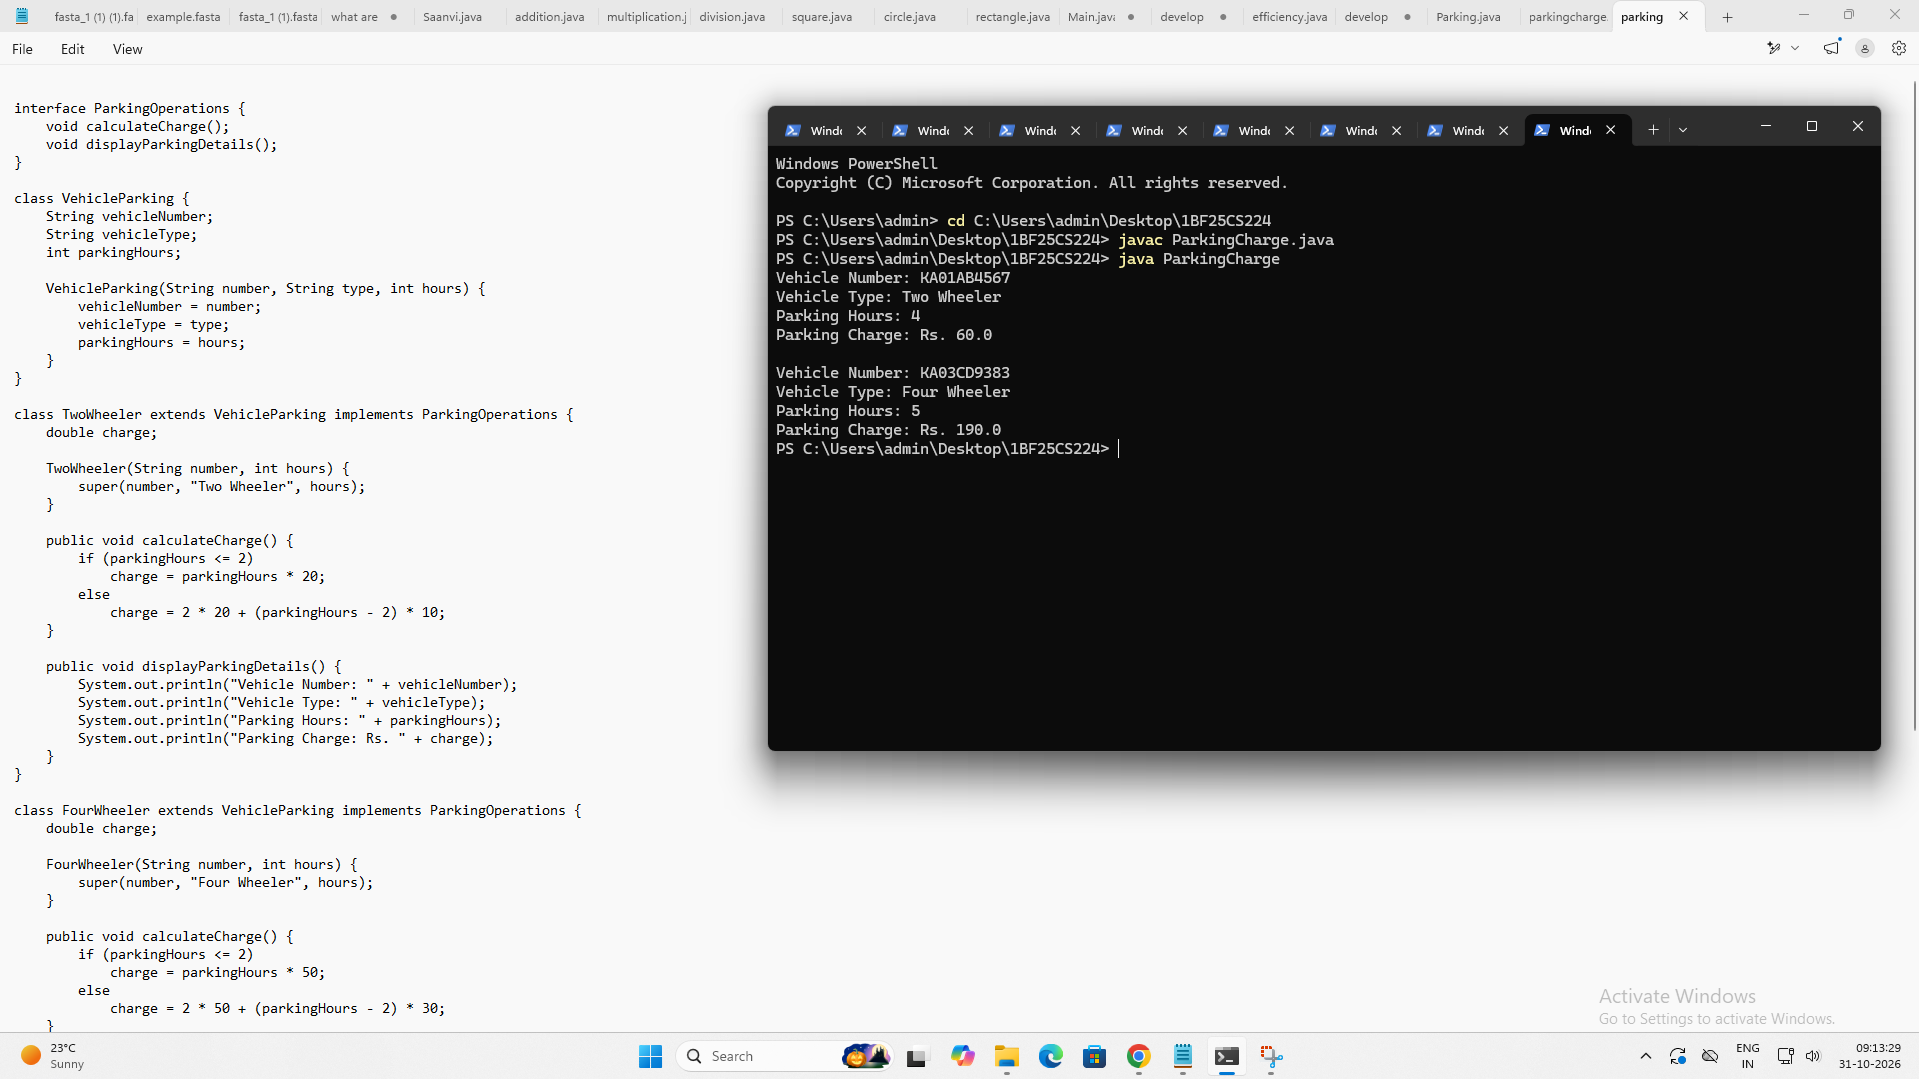 fasta_1 (1) (1).fa
example.fasta
fasta_1 (1).fasta
what are
Saanvi.java
addition.java
multiplication.j
division.java
square.java
circle.java
rectangle.java
Main.java
develop
efficiency.java
develop
Parking.java
parkingcharge.
parking
File
Edit
View
interface ParkingOperations {
    void calculateCharge();
    void displayParkingDetails();
}
class VehicleParking {
    String vehicleNumber;
    String vehicleType;
    int parkingHours;
    VehicleParking(String number, String type, int hours) {
        vehicleNumber = number;
        vehicleType = type;
        parkingHours = hours;
    }
}
class TwoWheeler extends VehicleParking implements ParkingOperations {
    double charge;
    TwoWheeler(String number, int hours) {
        super(number, "Two Wheeler", hours);
    }
    public void calculateCharge() {
        if (parkingHours <= 2)
            charge = parkingHours * 20;
        else
            charge = 2 * 20 + (parkingHours - 2) * 10;
    }
    public void displayParkingDetails() {
        System.out.println("Vehicle Number: " + vehicleNumber);
        System.out.println("Vehicle Type: " + vehicleType);
        System.out.println("Parking Hours: " + parkingHours);
        System.out.println("Parking Charge: Rs. " + charge);
    }
}
class FourWheeler extends VehicleParking implements ParkingOperations {
    double charge;
    FourWheeler(String number, int hours) {
        super(number, "Four Wheeler", hours);
    }
    public void calculateCharge() {
        if (parkingHours <= 2)
            charge = parkingHours * 50;
        else
            charge = 2 * 50 + (parkingHours - 2) * 30;
    }
Windo
Windo
Windo
Windo
Windo
Windo
Windo
Windo
Windows PowerShell
Copyright (C) Microsoft Corporation. All rights reserved.
PS C:\Users\admin> cd C:\Users\admin\Desktop\1BF25CS224
PS C:\Users\admin\Desktop\1BF25CS224> javac ParkingCharge.java
PS C:\Users\admin\Desktop\1BF25CS224> java ParkingCharge
Vehicle Number: KA01AB4567
Vehicle Type: Two Wheeler
Parking Hours: 4
Parking Charge: Rs. 60.0
Vehicle Number: KA03CD9383
Vehicle Type: Four Wheeler
Parking Hours: 5
Parking Charge: Rs. 190.0
PS C:\Users\admin\Desktop\1BF25CS224>
Activate Windows
Go to Settings to activate Windows.
23°C
Sunny
Search
ENG
IN
09:13:29
31-10-2026